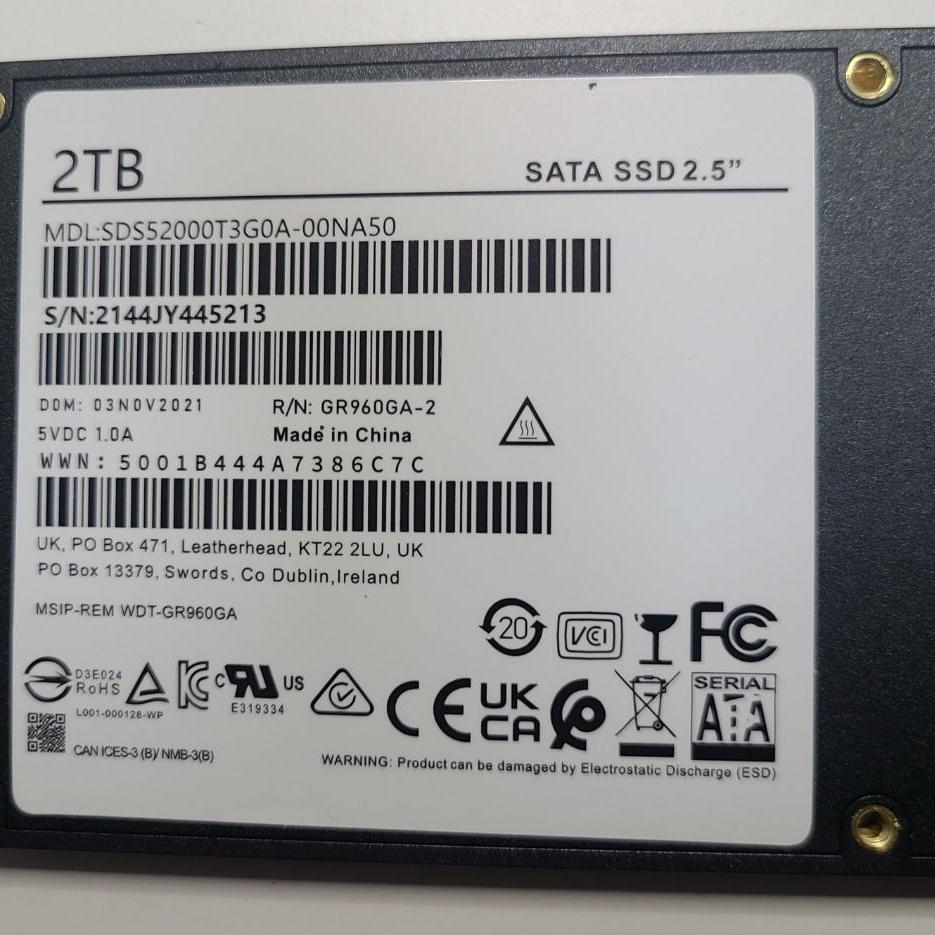 2TB SATA SSD 2.5”
MDL:SDS52000T3G0A-00NA50
S/N:2144JY445213
DOM: 03NOV2021 R/N: GR960GA-2
5VDC 1.0A Made in China
WWN: 5001B444A7386C7C
UK, PO Box 471, Leatherhead, KT22 2LU, UK
PO Box 13379, Swords, Co Dublin,Ireland
MSIP-REM WDT-GR960GA
20 VCI FC
D3E024
RoHS
KC c RU US
E319334
CE UK
CA
SERIAL
ATA
L001-000128-WP
CAN ICES-3 (B)/ NMB-3(B)
WARNING: Product can be damaged by Electrostatic Discharge (ESD)